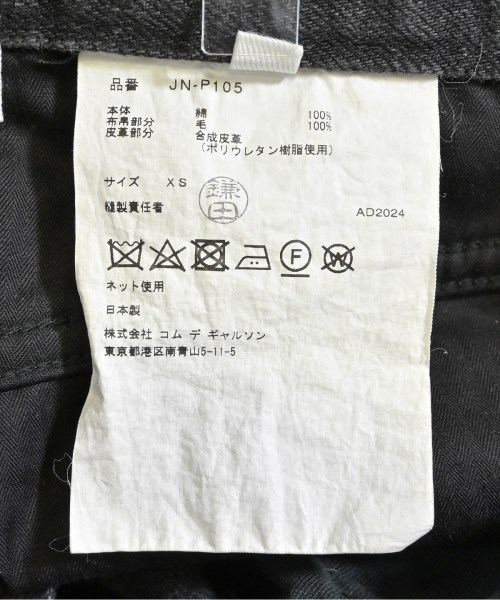 品番 JN-P105
本体 綿 100%
布帛部分 毛 100%
皮革部分 合成皮革
(ポリウレタン樹脂使用)
サイズ XS
縫製責任者 鎌田 AD2024
F W
ネット使用
日本製
株式会社 コム デ ギャルソン
東京都港区南青山5-11-5